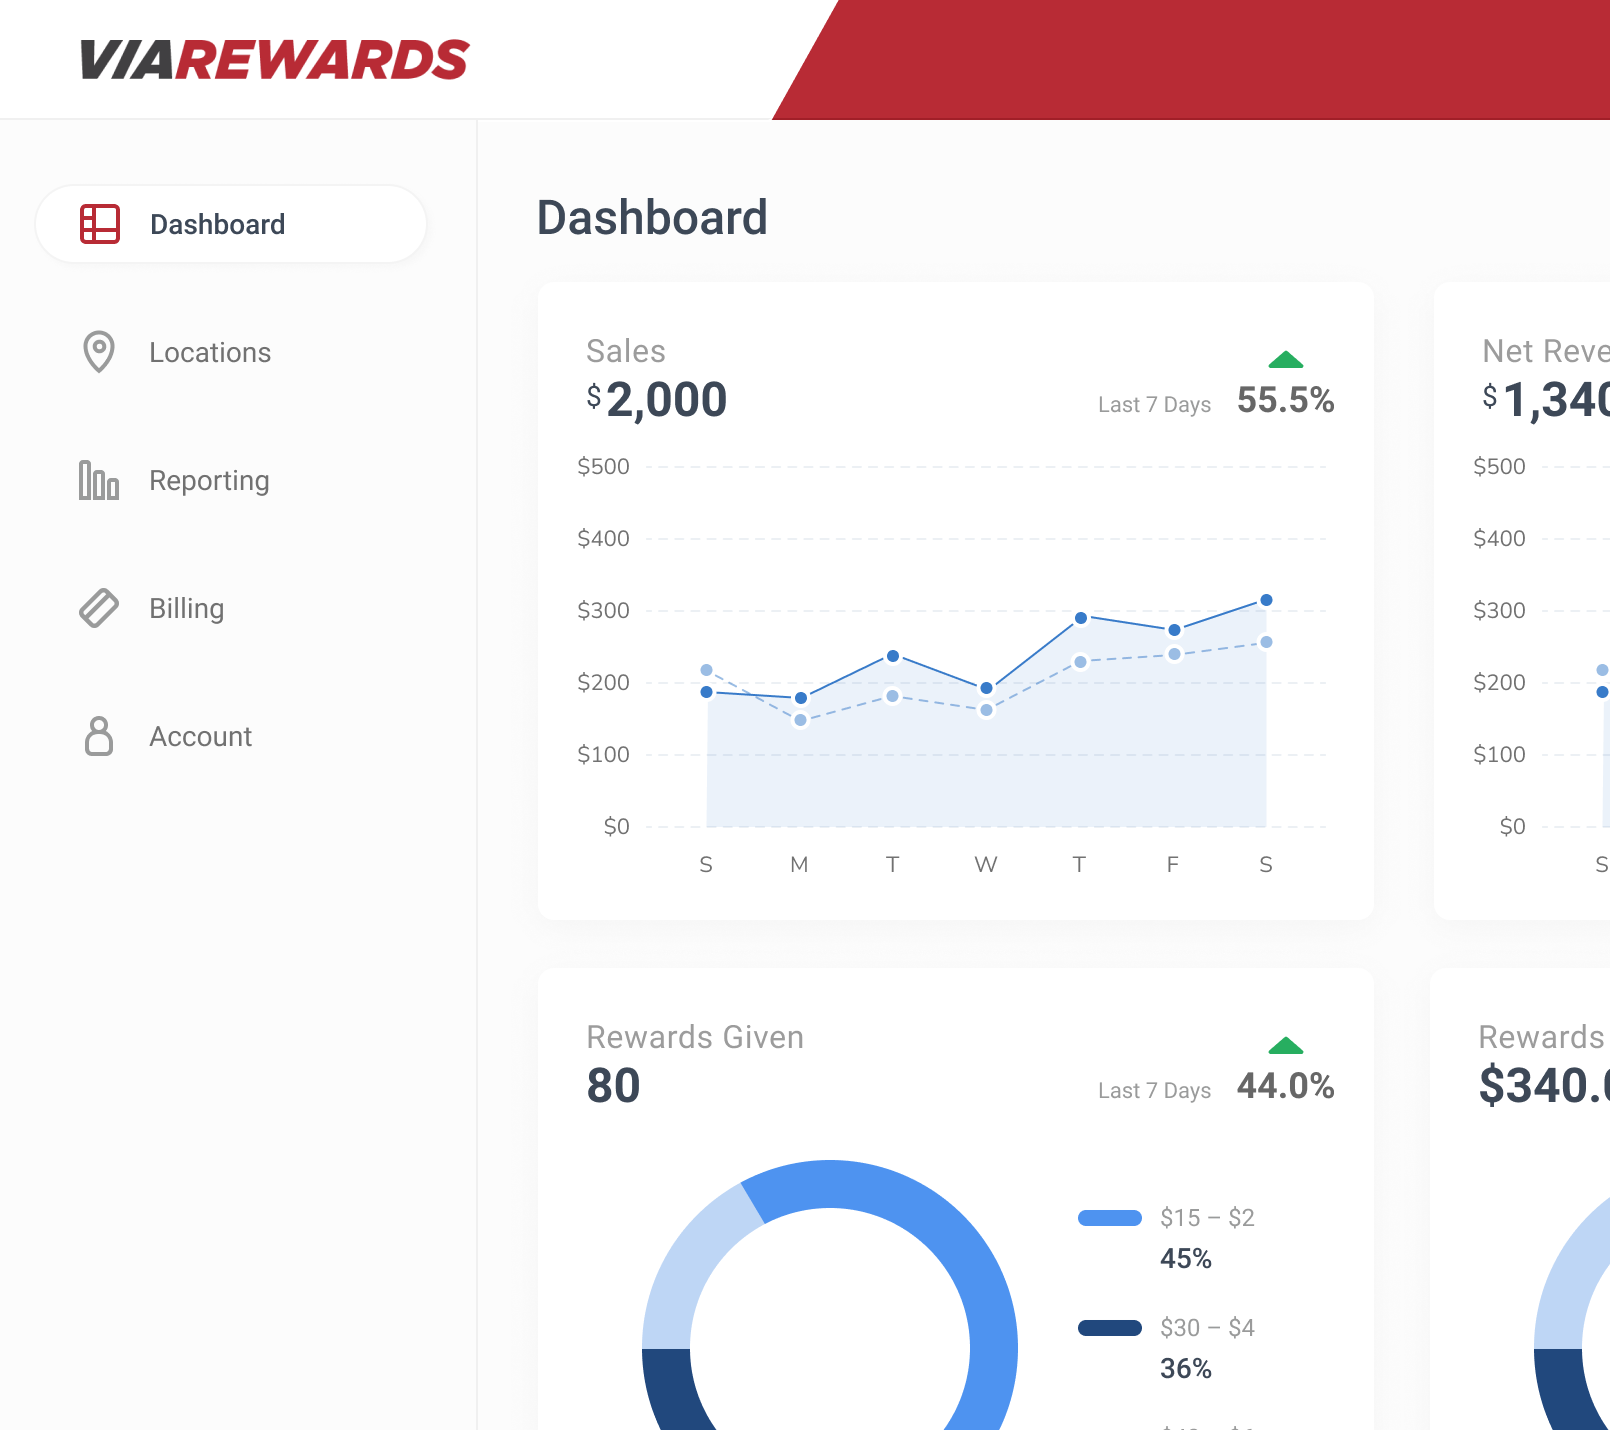 VIAREWARDS
Dashboard
Locations
Reporting
Billing
Account
Dashboard
Sales
$2,000
Last 7 Days 55.5%
$500
$400
$300
$200
$100
$0
S M T W T F S
Net Reve
$1,340
$500
$400
$300
$200
$100
$0
S
Rewards Given
80
Last 7 Days 44.0%
$15 – $2
45%
$30 – $4
36%
Rewards
$340.0